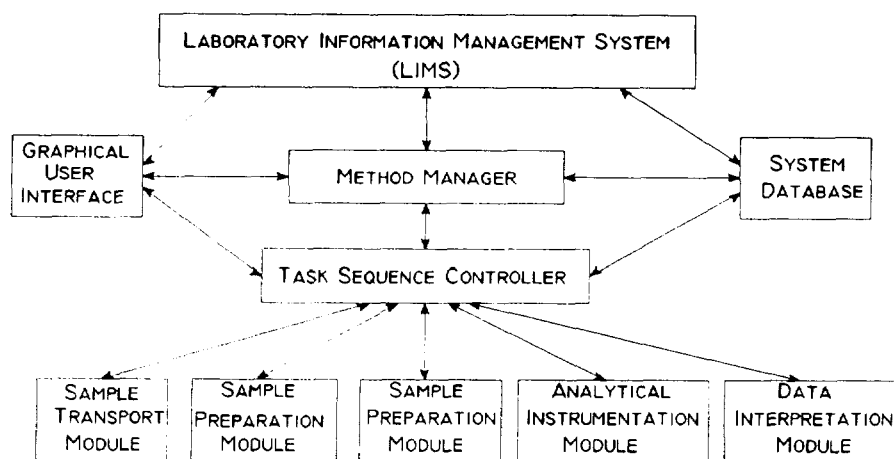 LABORATORY INFORMATION MANAGEMENT SYSTEM
(LIMS)
GRAPHICAL
USER
INTERFACE
METHOD MANAGER
SYSTEM
DATABASE
TASK SEQUENCE CONTROLLER
SAMPLE
TRANSPORT
MODULE
SAMPLE
PREPARATION
MODULE
SAMPLE
PREPARATION
MODULE
ANALYTICAL
INSTRUMENTATION
MODULE
DATA
INTERPRETATION
MODULE